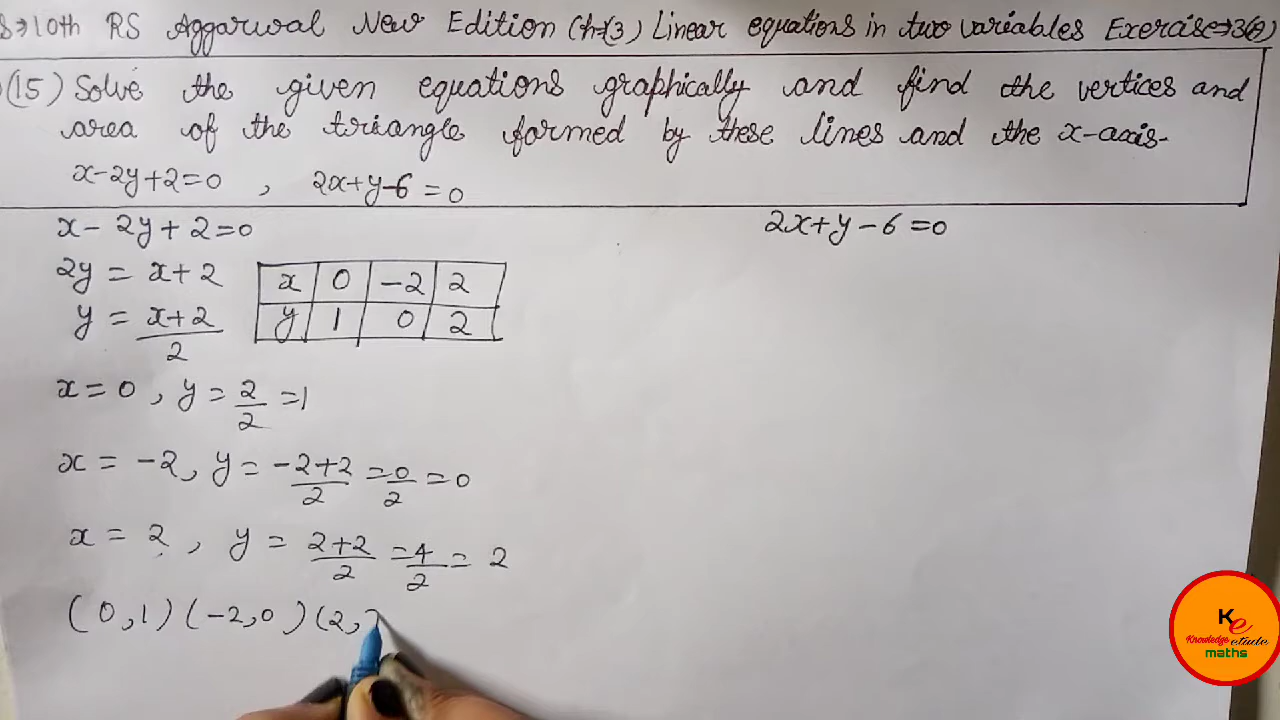 10th RS Aggarwal New Edition Ch-(3) Linear equations in two variables Exercise⇒3(A)
(15) Solve the given equations graphically and find the vertices and
area of the triangle formed by these lines and the x-axis-
x-2y+2=0 , 2x+y-6=0
x-2y+2=0
2x+y-6=0
2y = x+2
y = x+2/2
x 0 -2 2
y 1 0 2
x=0, y=2/2=1
x=-2, y=-2+2/2=0/2=0
x=2, y=2+2/2=4/2=2
(0,1) (-2,0) (2,
Ke
Knowledge etude
maths